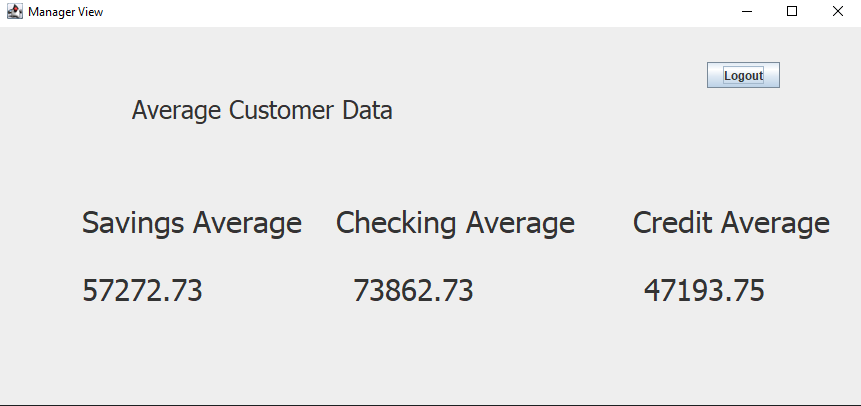 Manager View
Logout
Average Customer Data
Savings Average Checking Average Credit Average
57272.73 73862.73 47193.75